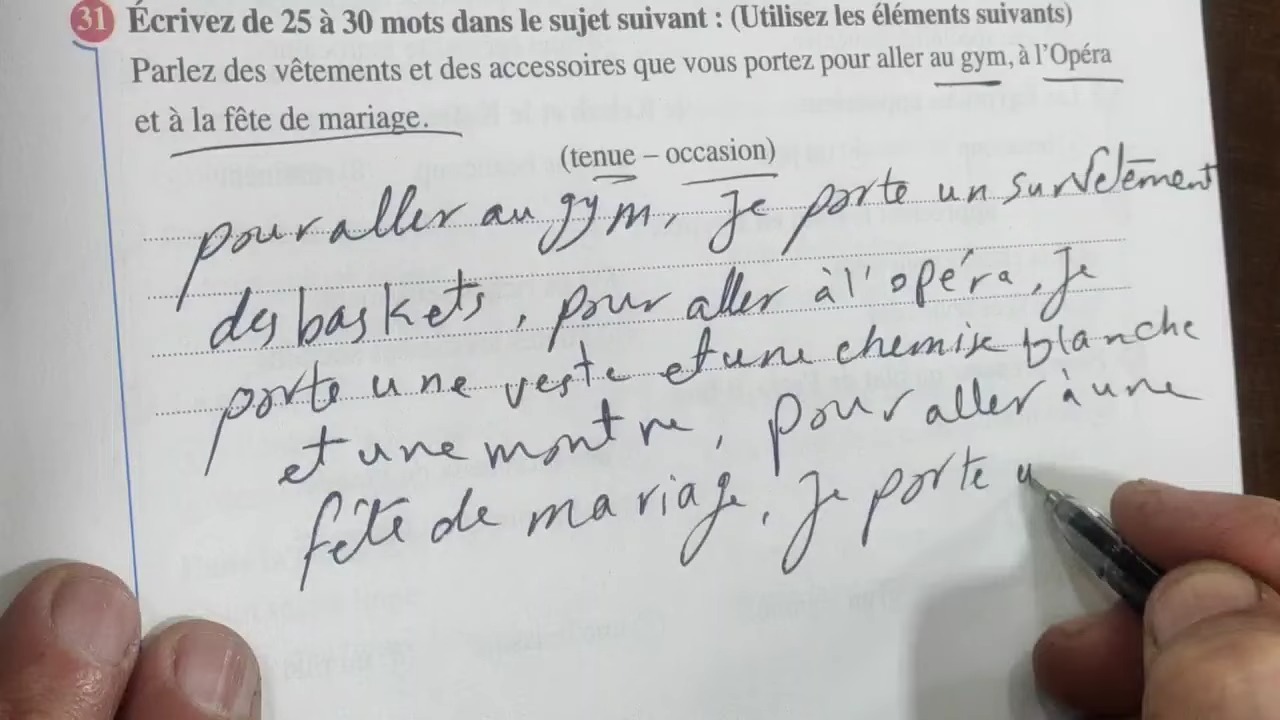 31 Écrivez de 25 à 30 mots dans le sujet suivant : (Utilisez les éléments suivants)
Parlez des vêtements et des accessoires que vous portez pour aller au gym, à l'Opéra
et à la fête de mariage.
(tenue – occasion)
pour aller au gym, Je porte un survêtement
des baskets, pour aller à l'opéra, Je
porte une veste et une chemise blanche
et une montre, pour aller à une
fête de mariage, Je porte u